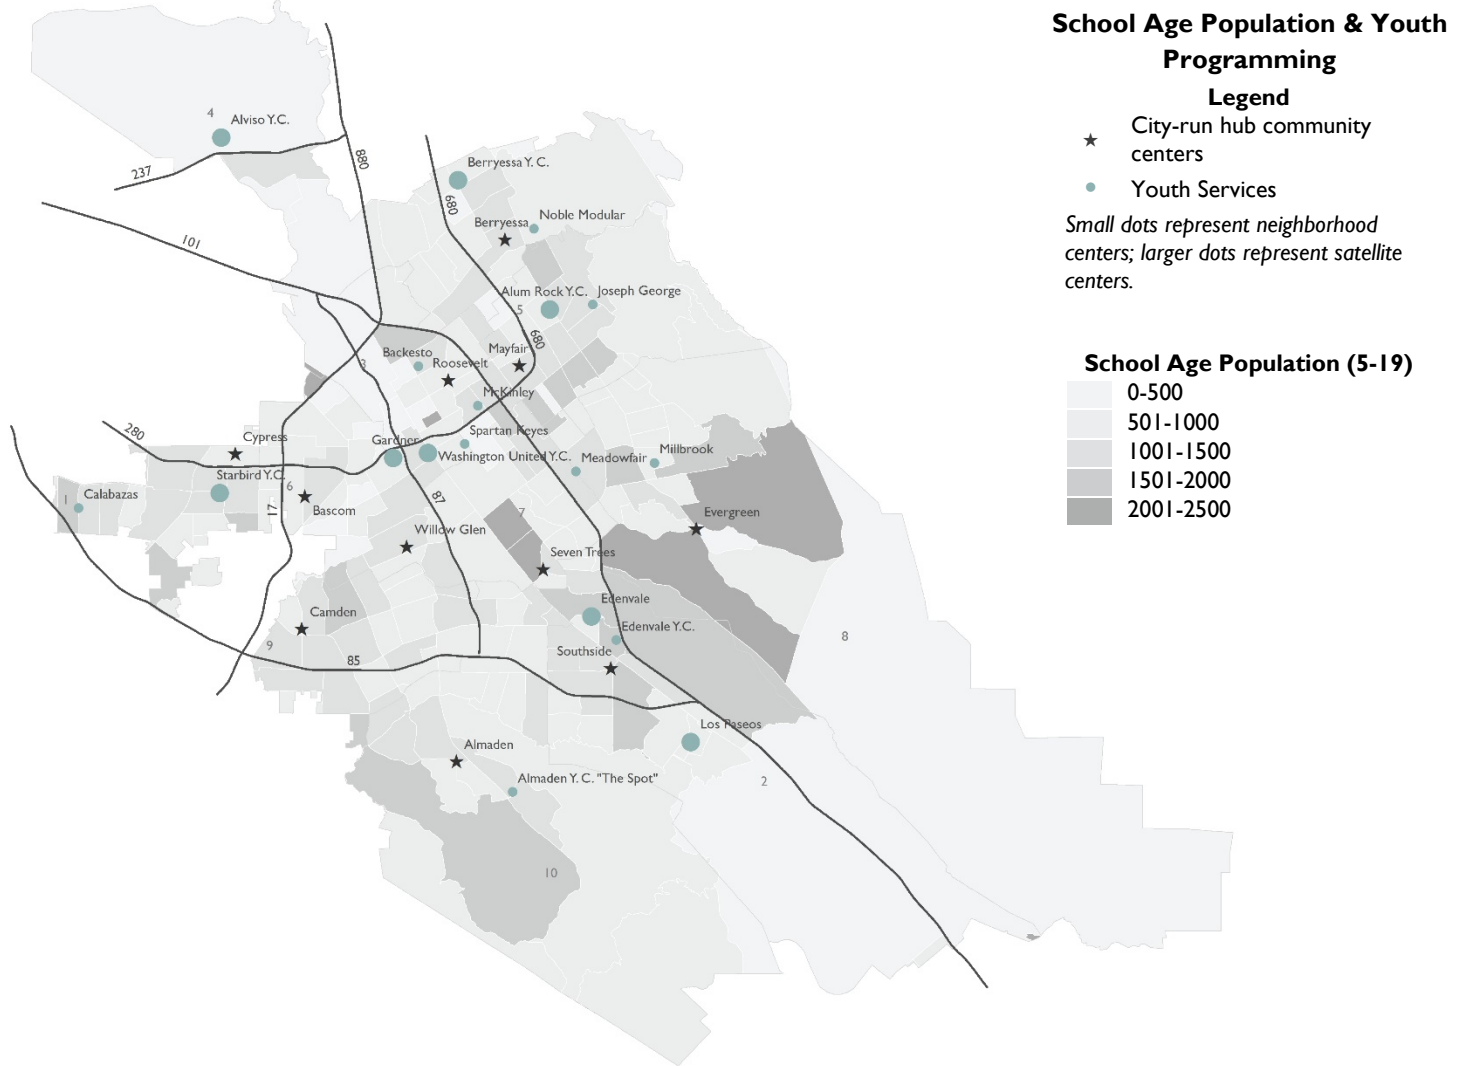 School Age Population & Youth
Programming
Legend
City-run hub community
centers
Youth Services
Small dots represent neighborhood
centers; larger dots represent satellite
centers.
School Age Population (5-19)
0-500
501-1000
1001-1500
1501-2000
2001-2500
4
Alviso Y.C.
237
880
Berryessa Y. C.
680
Berryessa
Noble Modular
101
Alum Rock Y.C.
Joseph George
5
680
Backesto
Mayfair
3
Roosevelt
McKinley
280
Cypress
Gardner
Spartan Keyes
Washington United Y.C.
Meadowfair
Millbrook
Starbird Y.C.
6
1
Calabazas
17
Bascom
87
7
Evergreen
Willow Glen
Seven Trees
Edenvale
Camden
Edenvale Y.C.
8
9
85
Southside
Los Paseos
Almaden
Almaden Y. C. "The Spot"
2
10